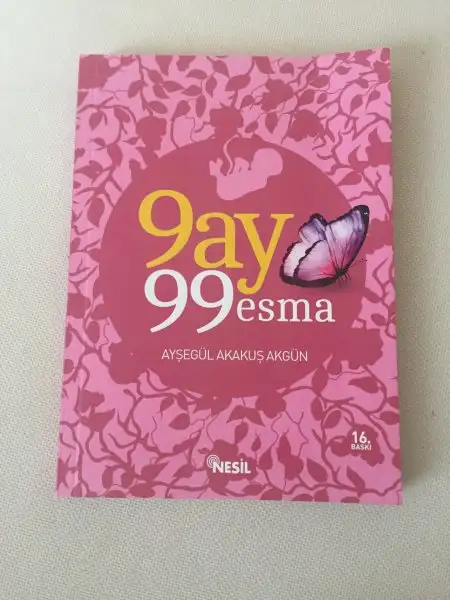 9ay
99esma
AYŞEGÜL AKAKUŞ AKGÜN
16.
BASKI
NESİL